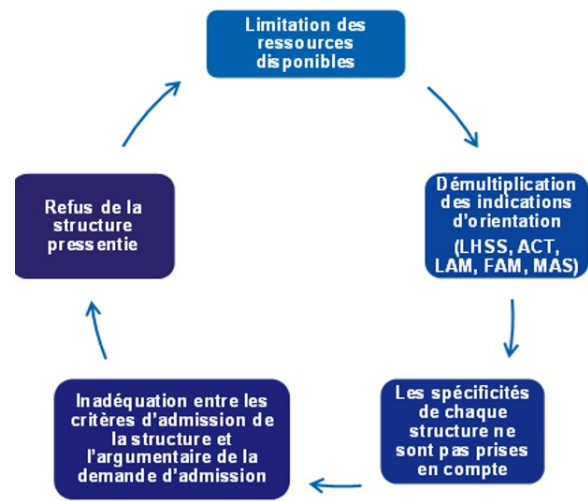 Limitation des
ressources
disponibles
Démultiplication
des indications
d'orientation
(LHSS, ACT,
LAM, FAM, MAS)
Les spécificités
de chaque
structure ne
sont pas prises
en compte
Inadéquation entre les
critères d'admission de
la structure et
l'argumentaire de la
demande d'admission
Refus de la
structure
pressentie